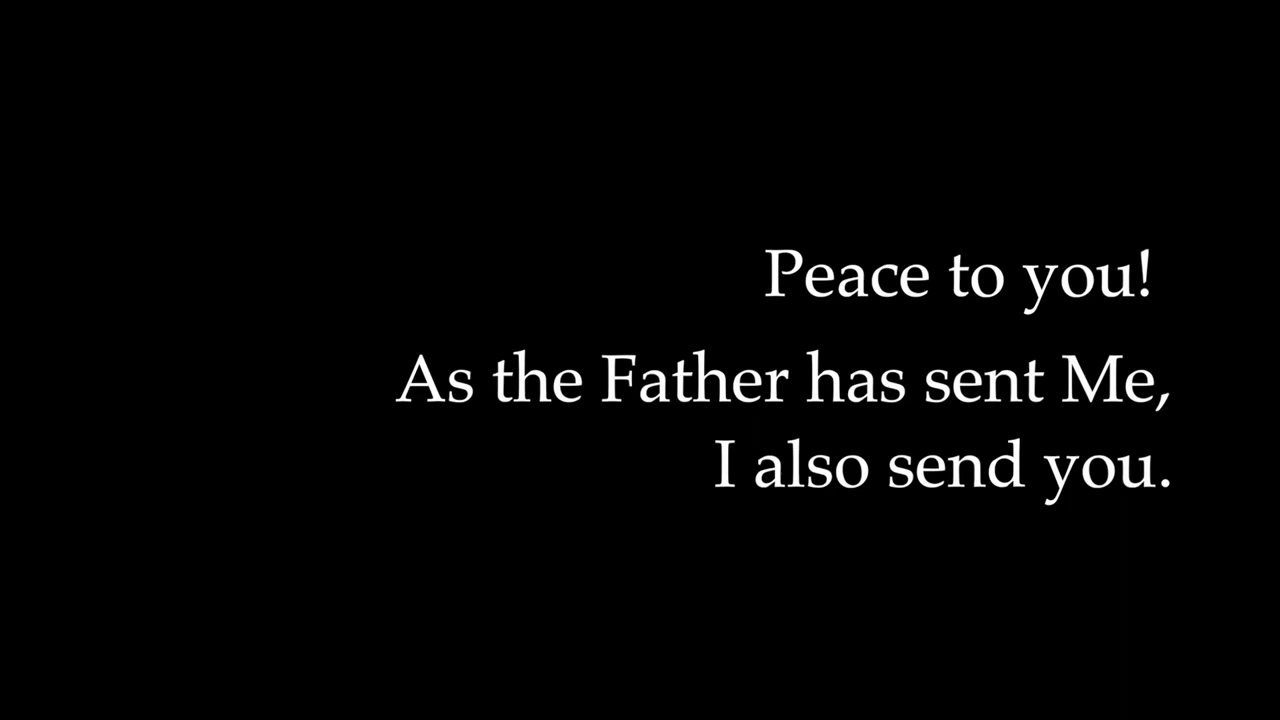 Peace to you!
As the Father has sent Me,
I also send you.